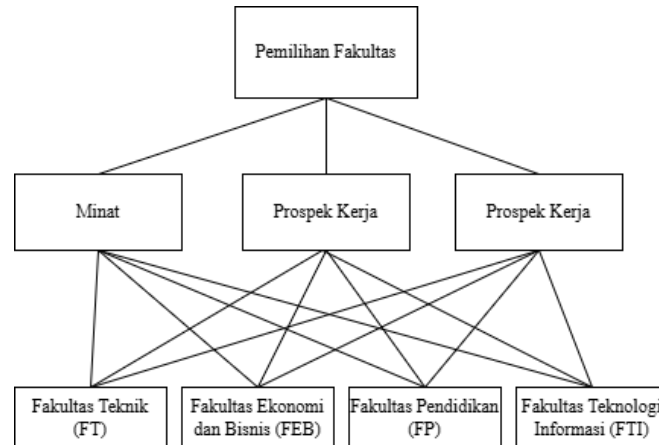 Pemilihan Fakultas
Minat
Prospek Kerja
Prospek Kerja
Fakultas Teknik
(FT)
Fakultas Ekonomi
dan Bisnis (FEB)
Fakultas Pendidikan
(FP)
Fakultas Teknologi
Informasi (FTI)